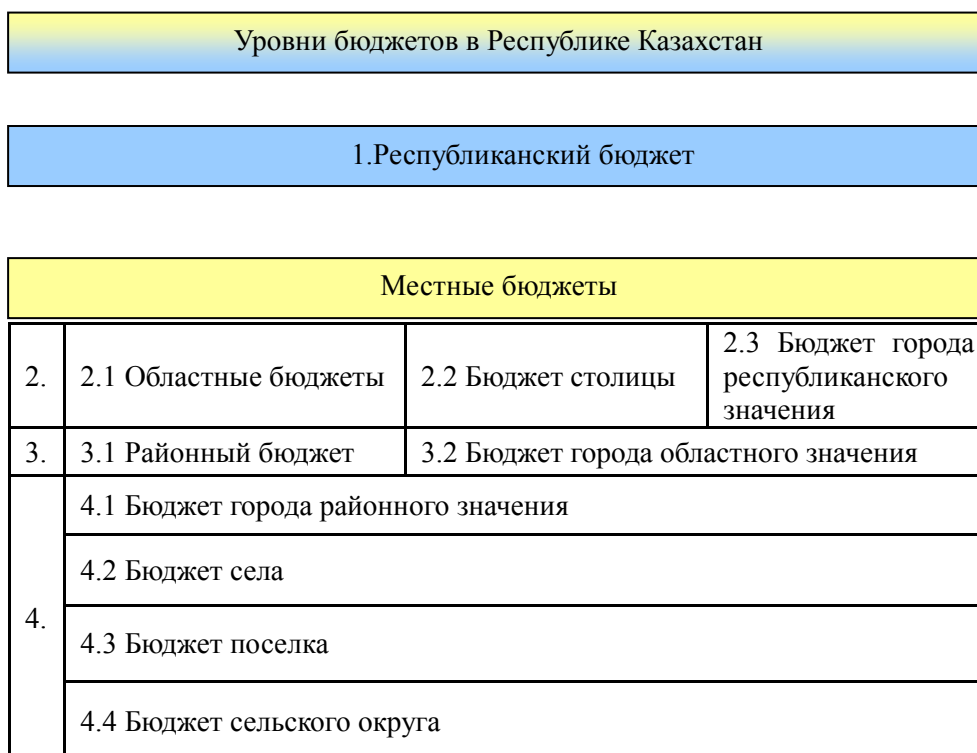 Уровни бюджетов в Республике Казахстан
1.Республиканский бюджет
Местные бюджеты
2.
2.1 Областные бюджеты
2.2 Бюджет столицы
2.3 Бюджет города
республиканского
значения
3.
3.1 Районный бюджет
3.2 Бюджет города областного значения
4.
4.1 Бюджет города районного значения
4.2 Бюджет села
4.3 Бюджет поселка
4.4 Бюджет сельского округа